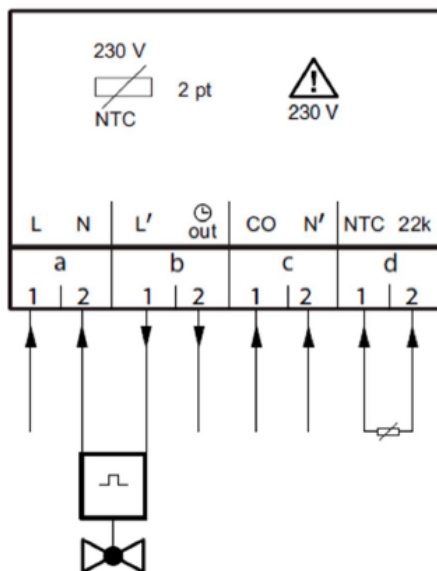 230 V
2 pt
NTC
230 V
L N L' out CO N' NTC 22k
a b c d
1 2 1 2 1 2 1 2